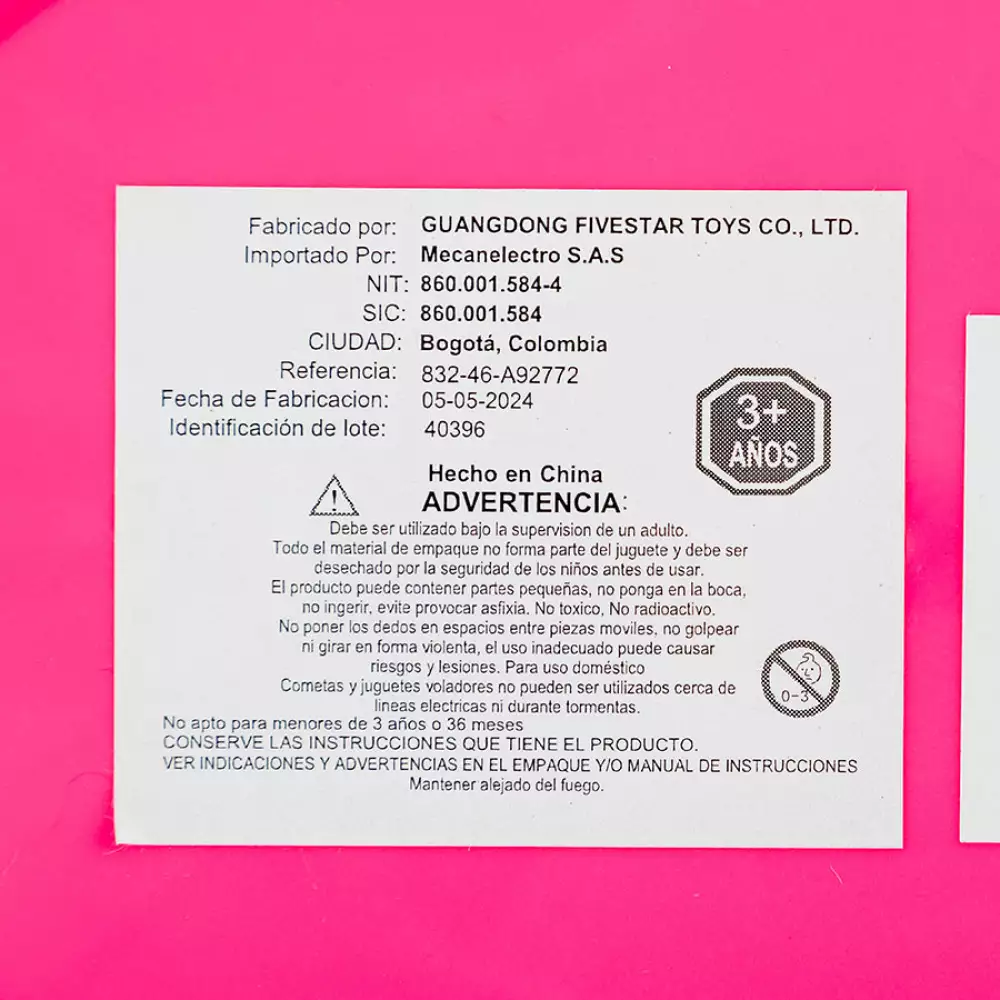 Fabricado por: GUANGDONG FIVESTAR TOYS CO., LTD.
Importado Por: Mecanelectro S.A.S
NIT: 860.001.584-4
SIC: 860.001.584
CIUDAD: Bogotá, Colombia
Referencia: 832-46-A92772
Fecha de Fabricacion: 05-05-2024
Identificación de lote: 40396
3+
AÑOS
Hecho en China
ADVERTENCIA:
Debe ser utilizado bajo la supervision de un adulto.
Todo el material de empaque no forma parte del juguete y debe ser
desechado por la seguridad de los niños antes de usar.
El producto puede contener partes pequeñas, no ponga en la boca,
no ingerir, evite provocar asfixia. No toxico, No radioactivo.
No poner los dedos en espacios entre piezas moviles, no golpear
ni girar en forma violenta, el uso inadecuado puede causar
riesgos y lesiones. Para uso doméstico
Cometas y juguetes voladores no pueden ser utilizados cerca de
lineas electricas ni durante tormentas.
0-3
No apto para menores de 3 años o 36 meses
CONSERVE LAS INSTRUCCIONES QUE TIENE EL PRODUCTO.
VER INDICACIONES Y ADVERTENCIAS EN EL EMPAQUE Y/O MANUAL DE INSTRUCCIONES
Mantener alejado del fuego.